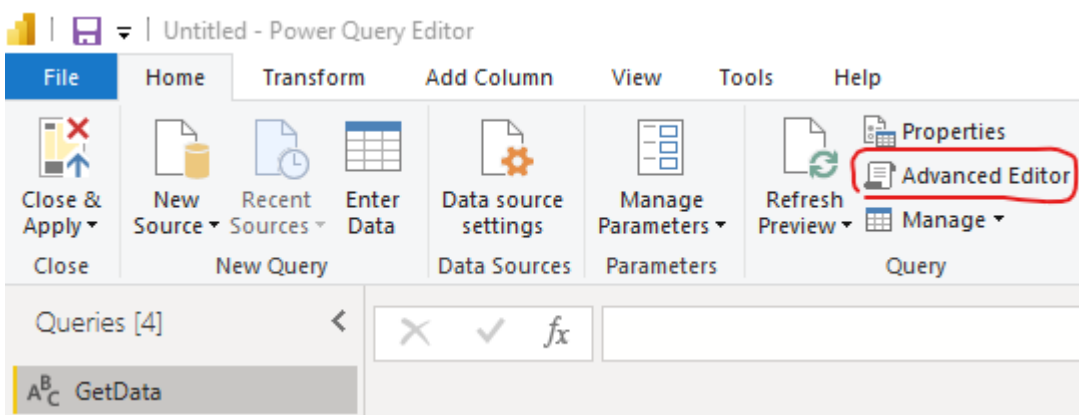 Untitled - Power Query Editor
File Home Transform Add Column View Tools Help
Close & Apply
New Source
Recent Sources
Enter Data
Data source settings
Manage Parameters
Refresh Preview
Properties
Advanced Editor
Manage
Close New Query Data Sources Parameters Query
Queries [4]
fx
ABC GetData